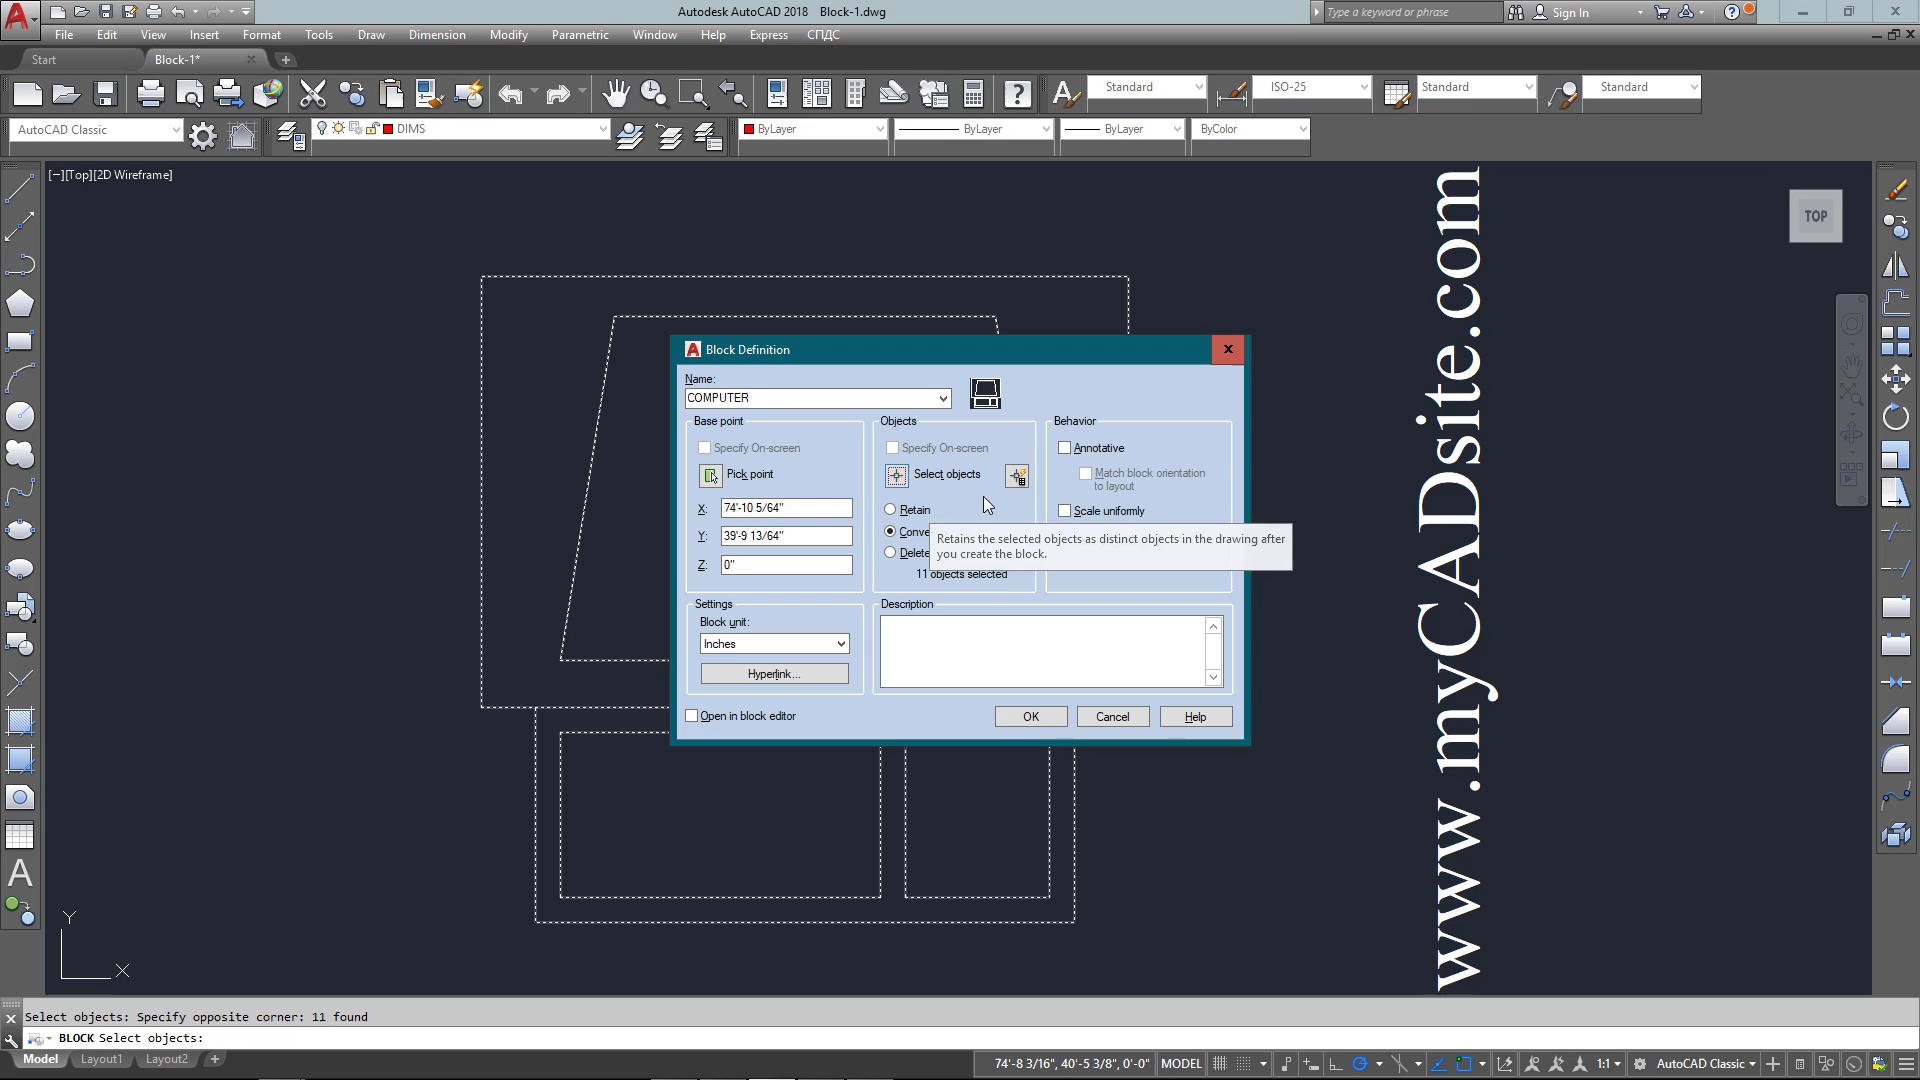 Autodesk AutoCAD 2018 Block-1.dwg
Type a keyword or phrase
Sign In
File Edit View Insert Format Tools Draw Dimension Modify Parametric Window Help Express СПДС
Start
Block-1*
Standard
ISO-25
Standard
Standard
AutoCAD Classic
DIMS
ByLayer
ByLayer
ByLayer
ByColor
[−][Top][2D Wireframe]
TOP
www.myCADsite.com
Block Definition
Name:
COMPUTER
Base point
Specify On-screen
Pick point
X: 74'-10 5/64"
Y: 39'-9 13/64"
Z: 0"
Objects
Specify On-screen
Select objects
Retain
Conve
Delete
11 objects selected
Behavior
Annotative
Match block orientation
to layout
Scale uniformly
Retains the selected objects as distinct objects in the drawing after
you create the block.
Settings
Block unit:
Inches
Hyperlink...
Description
Open in block editor
OK
Cancel
Help
Y
X
Select objects: Specify opposite corner: 11 found
BLOCK Select objects:
Model Layout1 Layout2
74'-8 3/16", 40'-5 3/8", 0'-0" MODEL
1:1
AutoCAD Classic